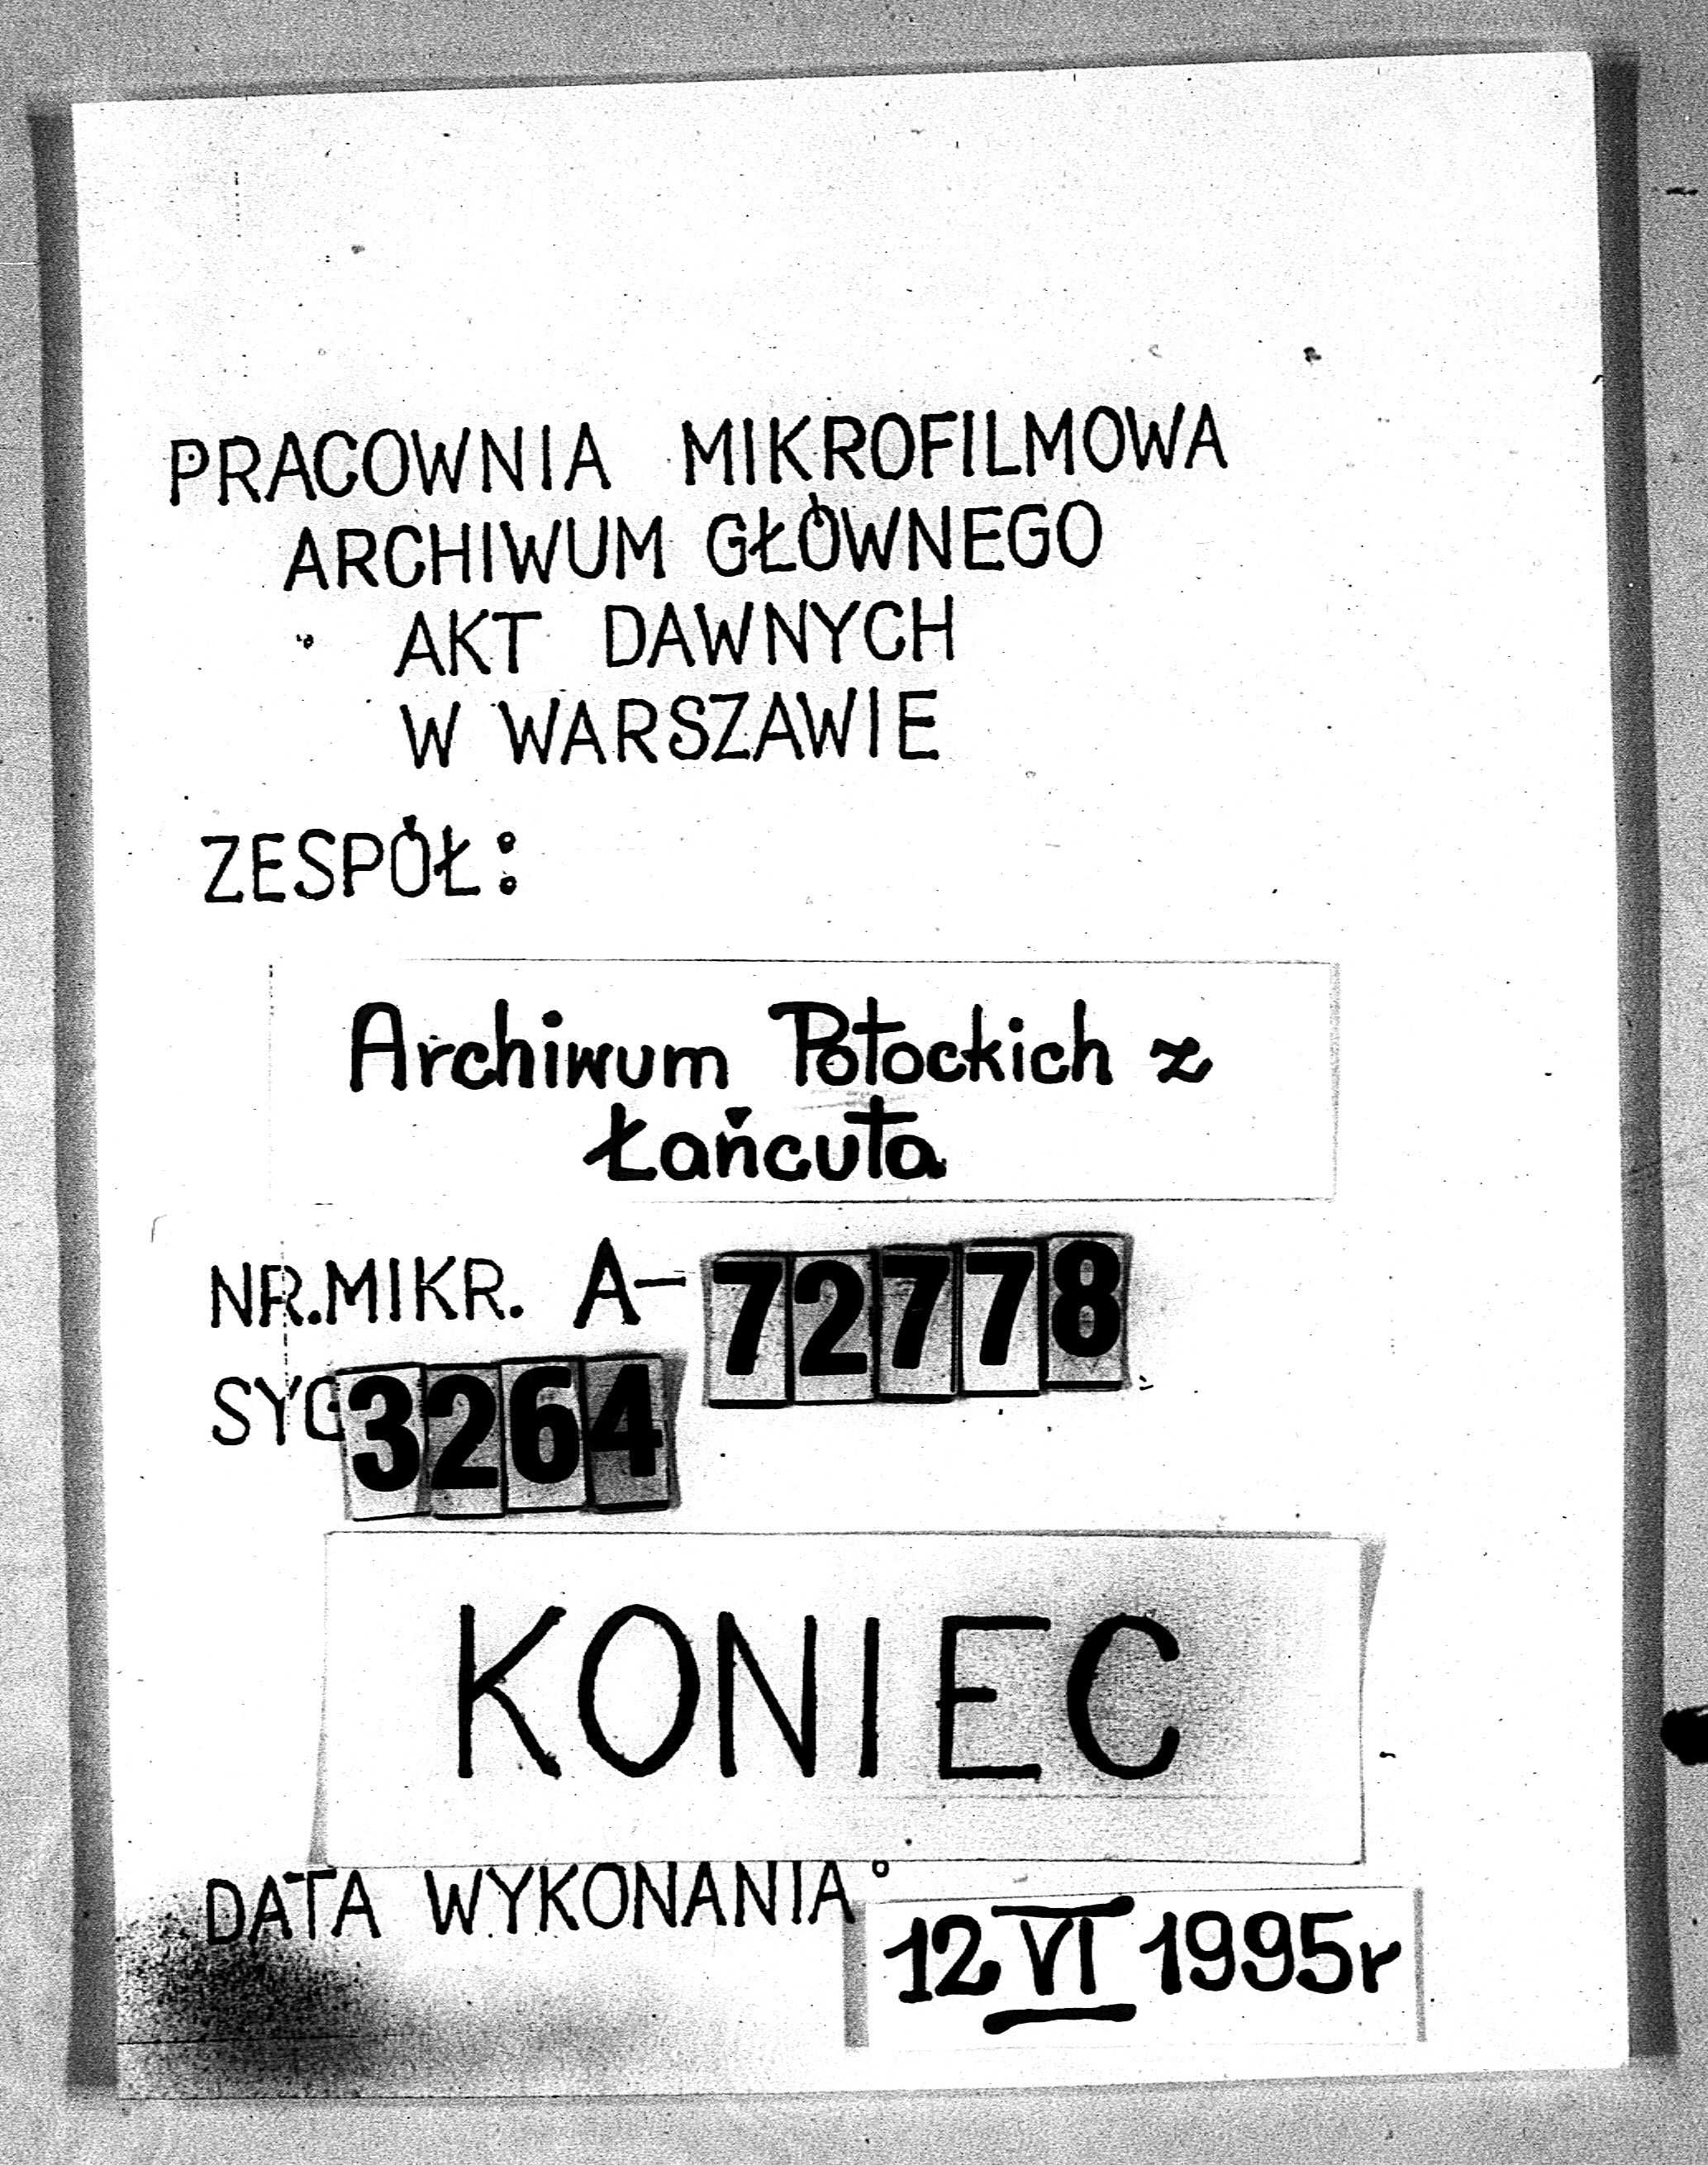 PRACOWNIA MIKROFILMOWA
ARCHIWUM GŁÓWNEGO
AKT DAWNYCH
W WARSZAWIE
ZESPÓŁ:
Archiwum Potockich z
Łańcuta
NR.MIKR. A-72778
SYG 3264
KONIEC
DATA WYKONANIA:
12 VI 1995r